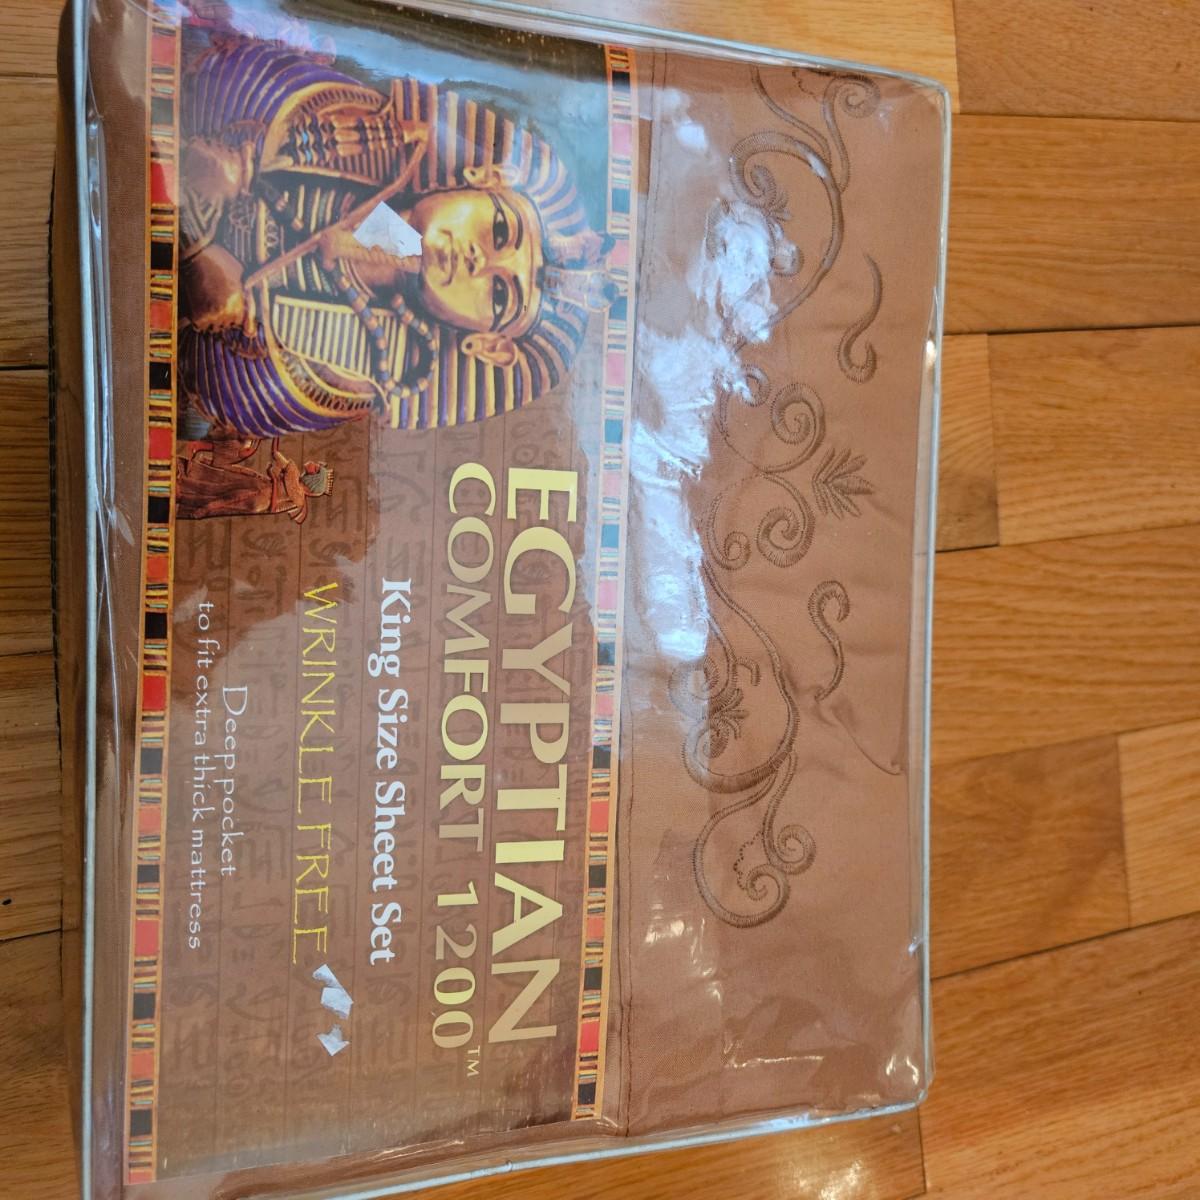 EGYPTIAN
COMFORT 1200™
King Size Sheet Set
WRINKLE FREE
Deep pocket
to fit extra thick mattress